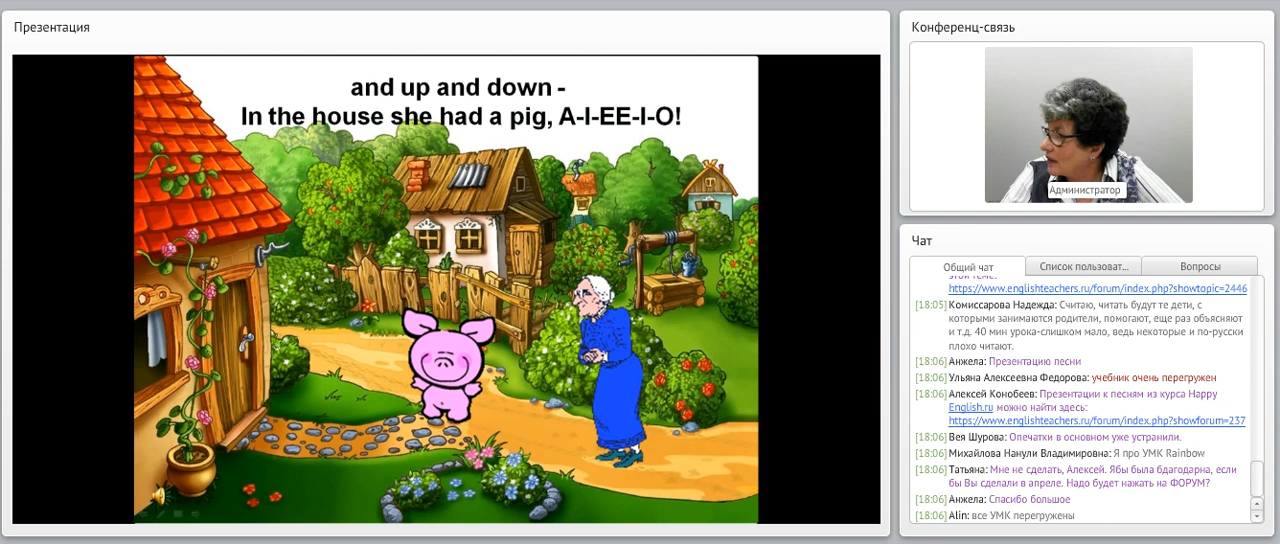 Презентация
and up and down -
In the house she had a pig, A-I-EE-I-O!
Конференц-связь
Администратор
Чат
Общий чат
Список пользоват...
Вопросы
https://www.englishteachers.ru/forum/index.php?showtopic=2446
[18:05] Комиссарова Надежда: Считаю, читать будут те дети, с
которыми занимаются родители, помогают, еще раз объясняют
и т.д. 40 мин урока-слишком мало, ведь некоторые и по-русски
плохо читают.
[18:06] Анжела: Презентацию песни
[18:06] Ульяна Алексеевна Федорова: учебник очень перегружен
[18:06] Алексей Конобеев: Презентации к песням из курса Happy
English.ru можно найти здесь:
https://www.englishteachers.ru/forum/index.php?showforum=237
[18:06] Вея Шурова: Опечатки в основном уже устранили.
[18:06] Михайлова Нанули Владимировна: Я про УМК Rainbow
[18:06] Татьяна: Мне не сделать, Алексей. Ябы была бдагодарна, если
бы Вы сделали в апреле. Надо будет нажать на ФОРУМ?
[18:06] Анжела: Спасибо большое
[18:06] Alin: все УМК перегружены